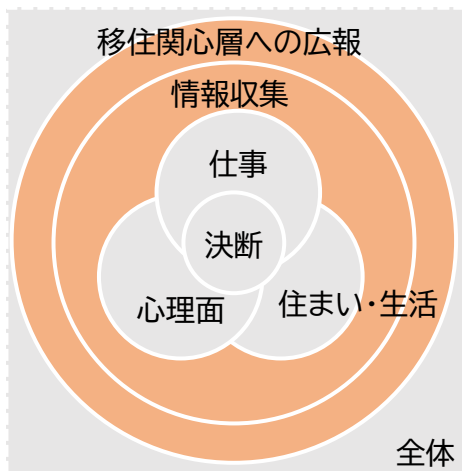 移住関心層への広報
情報収集
仕事
決断
心理面
住まい・生活
全体